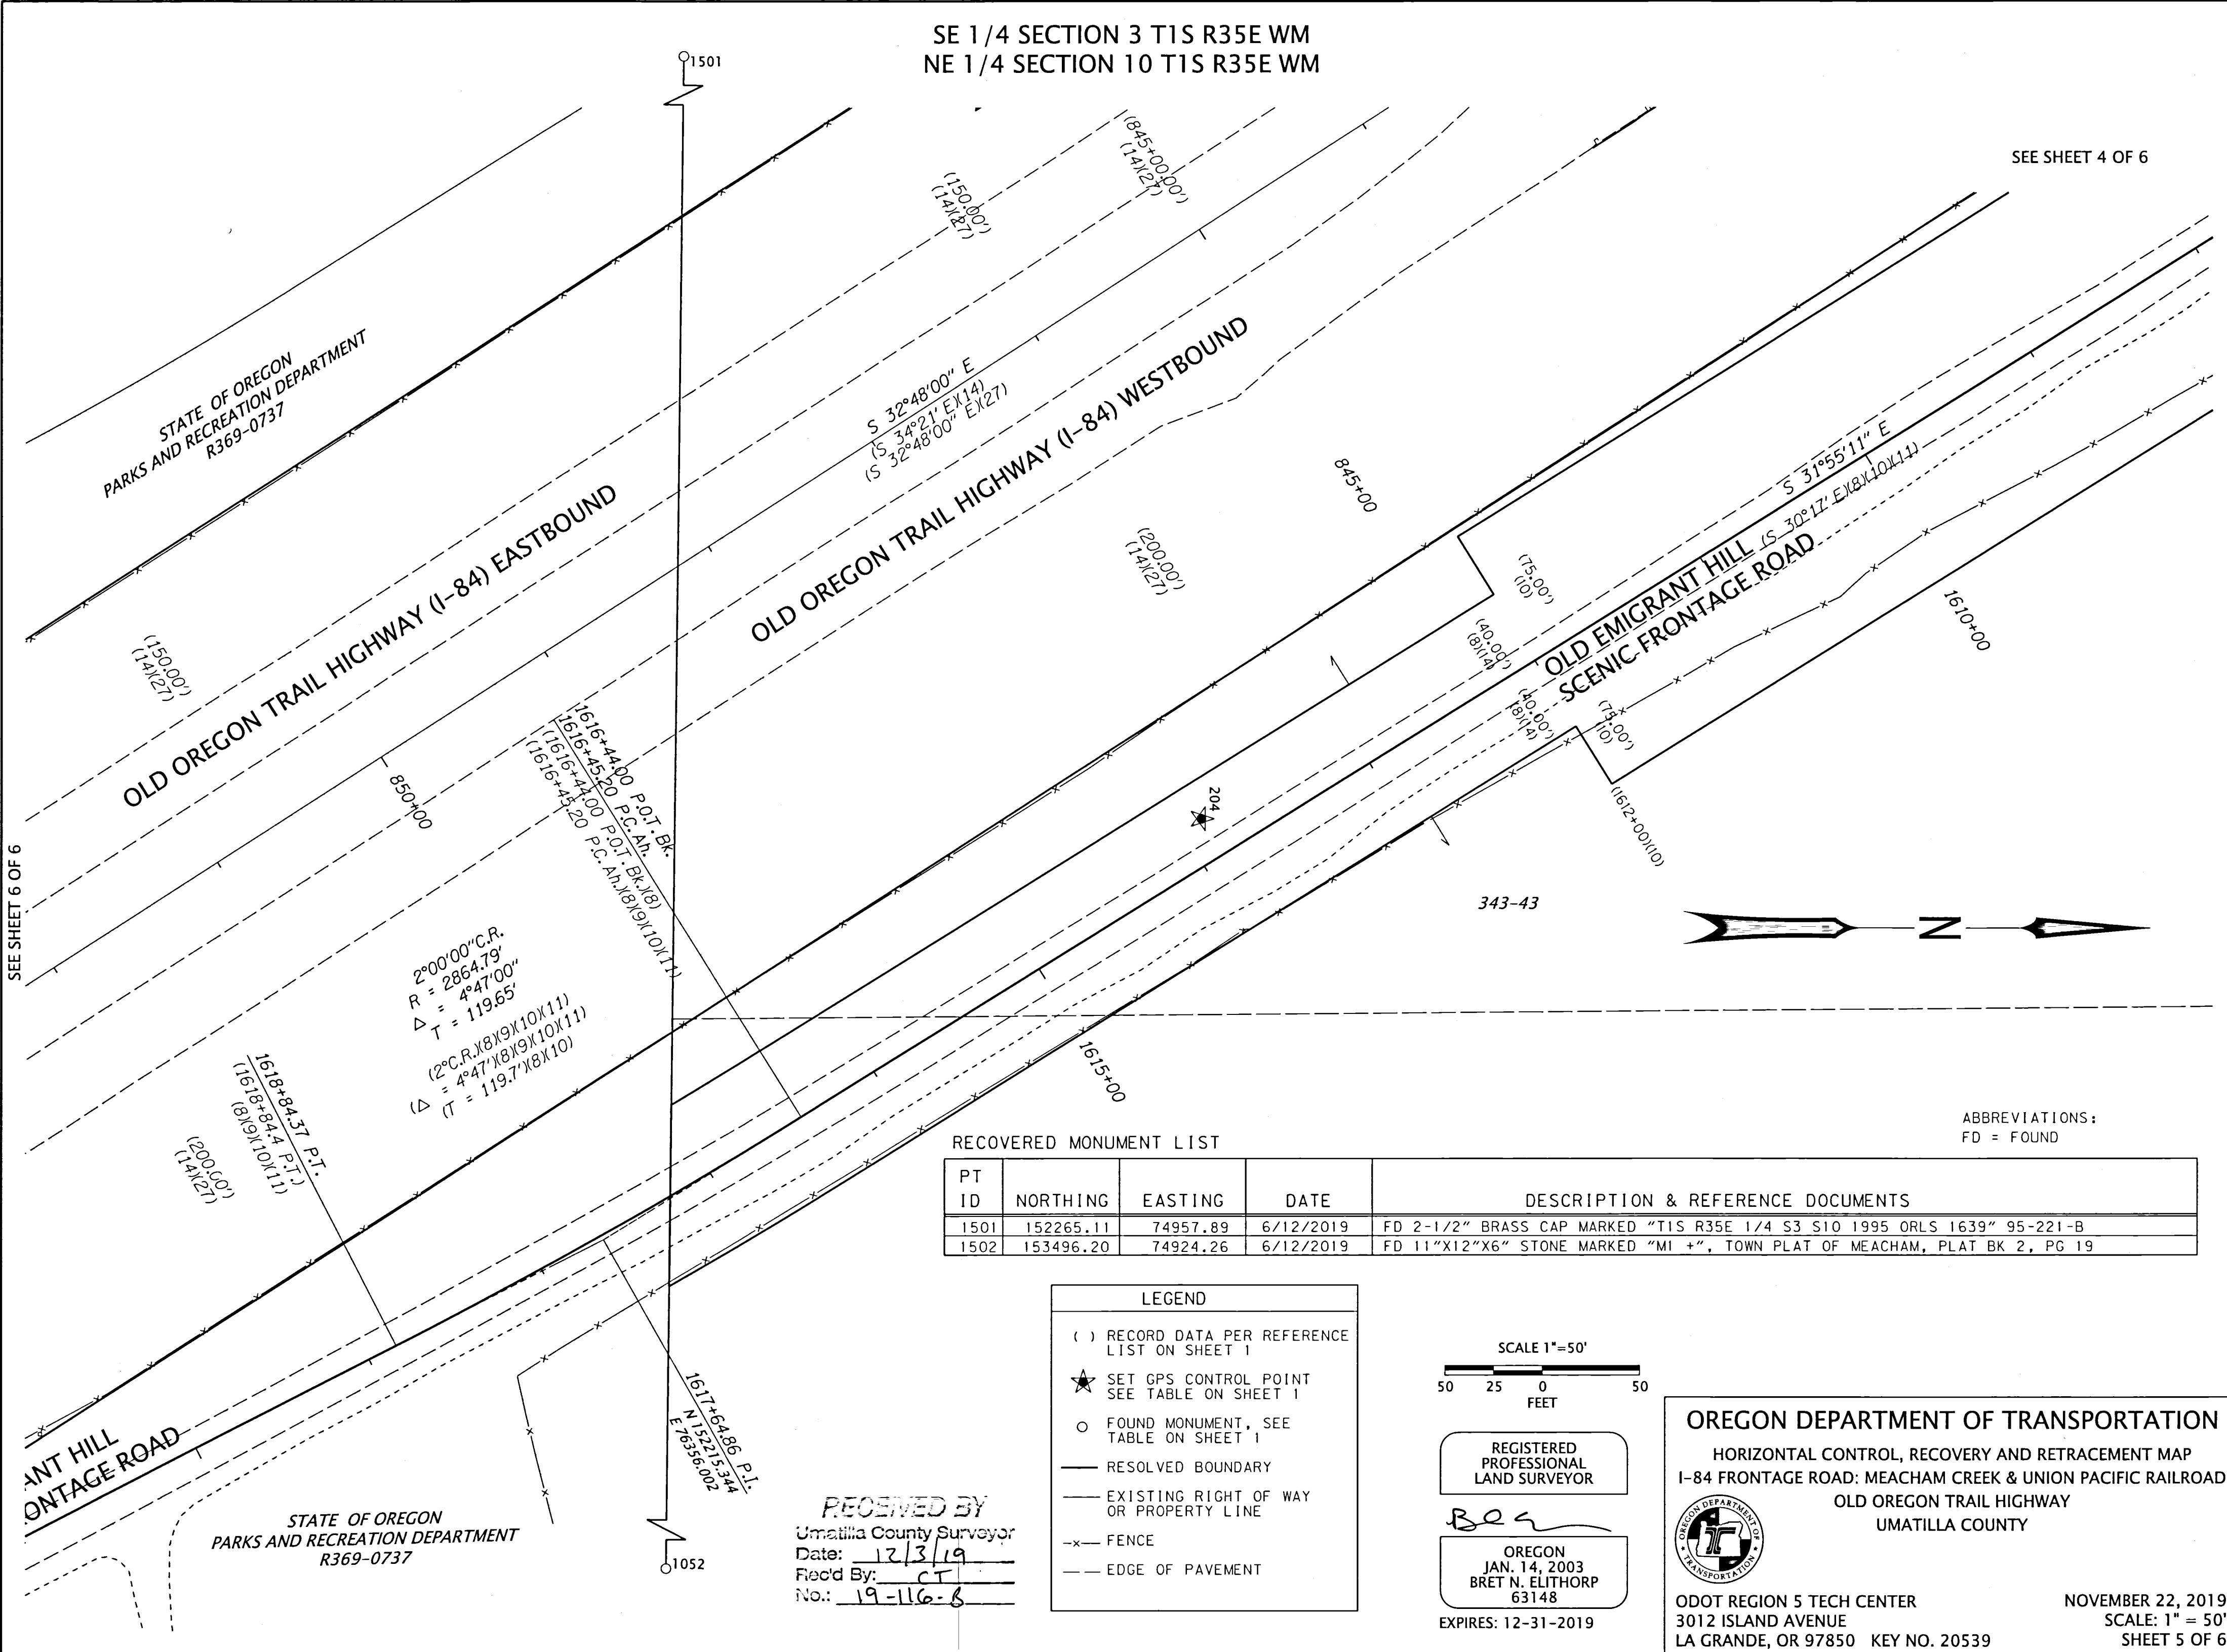 SE 1/4 SECTION 3 T1S R35E WM
NE 1/4 SECTION 10 T1S R35E WM
1501
SEE SHEET 4 OF 6
(845+00.00')
(14)(27)
(150.00')
(14)(27)
STATE OF OREGON
PARKS AND RECREATION DEPARTMENT
R369-0737
S 32°48'00" E
(S 34°21' E)(14)
(S 32°48'00" E)(27)
OLD OREGON TRAIL HIGHWAY (I-84) WESTBOUND
OLD OREGON TRAIL HIGHWAY (I-84) EASTBOUND
845+00
(200.00')
(14)(27)
S 31°55'11" E
(S 30°17' E)(8)(10)(11)
OLD EMIGRANT HILL
SCENIC FRONTAGE ROAD
(75.00')
(10)
(40.00')
(8)(14)
(40.00')
(8)(14)
(75.00')
(10)
1610+00
(1612+00)(10)
(150.00')
(14)(27)
850+00
1616+44.00 P.O.T. Bk.
1616+45.20 P.C. Ah.
(1616+44.00 P.O.T. Bk.)(8)
(1616+45.20 P.C. Ah.)(8)(9)(10)(11)
204
343-43
N
SEE SHEET 6 OF 6
2°00'00"C.R.
R = 2864.79'
Δ = 4°47'00"
T = 119.65'
(2°C.R.)(8)(9)(10)(11)
(Δ = 4°47')(8)(9)(10)(11)
(T = 119.7')(8)(10)
1618+84.37 P.T.
(1618+84.4 P.T.)
(8)(9)(10)(11)
(200.00')
(14)(27)
1615+00
ABBREVIATIONS:
FD = FOUND
RECOVERED MONUMENT LIST
PT ID NORTHING EASTING DATE DESCRIPTION & REFERENCE DOCUMENTS
1501 152265.11 74957.89 6/12/2019 FD 2-1/2" BRASS CAP MARKED "T1S R35E 1/4 S3 S10 1995 ORLS 1639" 95-221-B
1502 153496.20 74924.26 6/12/2019 FD 11"X12"X6" STONE MARKED "M1 +", TOWN PLAT OF MEACHAM, PLAT BK 2, PG 19
1617+64.86 P.I.
N 152215.344
E 76356.002
ANT HILL
ONTAGE ROAD
STATE OF OREGON
PARKS AND RECREATION DEPARTMENT
R369-0737
1052
RECEIVED BY
Umatilla County Surveyor
Date: 12/3/19
Rec'd By: CT
No.: 19-116-B
LEGEND
( ) RECORD DATA PER REFERENCE
LIST ON SHEET 1
SET GPS CONTROL POINT
SEE TABLE ON SHEET 1
FOUND MONUMENT, SEE
TABLE ON SHEET 1
RESOLVED BOUNDARY
EXISTING RIGHT OF WAY
OR PROPERTY LINE
-x- FENCE
EDGE OF PAVEMENT
SCALE 1"=50'
50 25 0 50
FEET
REGISTERED
PROFESSIONAL
LAND SURVEYOR
OREGON
JAN. 14, 2003
BRET N. ELITHORP
63148
EXPIRES: 12-31-2019
OREGON DEPARTMENT OF TRANSPORTATION
HORIZONTAL CONTROL, RECOVERY AND RETRACEMENT MAP
I-84 FRONTAGE ROAD: MEACHAM CREEK & UNION PACIFIC RAILROAD
OLD OREGON TRAIL HIGHWAY
UMATILLA COUNTY
OREGON DEPARTMENT OF TRANSPORTATION
ODOT REGION 5 TECH CENTER
3012 ISLAND AVENUE
LA GRANDE, OR 97850 KEY NO. 20539
NOVEMBER 22, 2019
SCALE: 1" = 50'
SHEET 5 OF 6